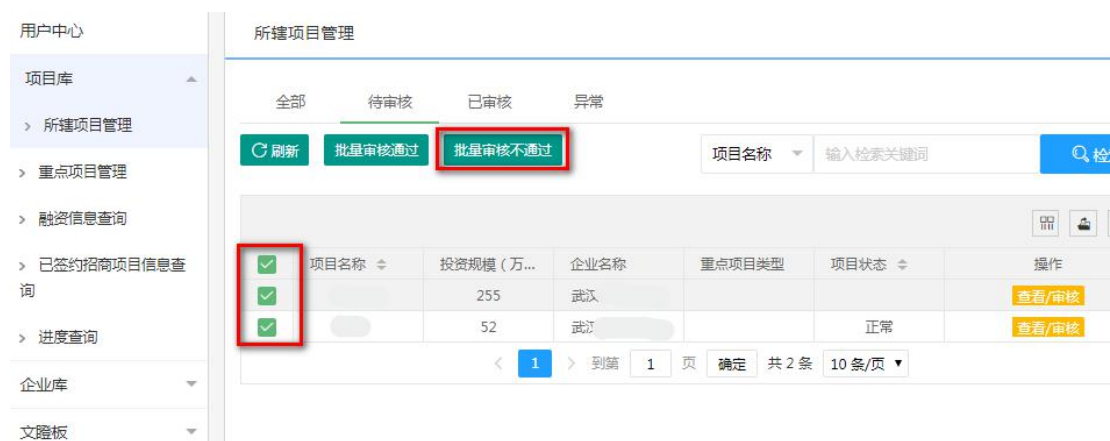 用户中心
项目库
所辖项目管理
重点项目管理
融资信息查询
已签约招商项目信息查
询
进度查询
企业库
文瞪板
所辖项目管理
全部 待审核 已审核 异常
刷新 批量审核通过 批量审核不通过 项目名称 输入检索关键词
项目名称 投资规模（万... 企业名称 重点项目类型 项目状态 操作
255 武汉 查看/审核
52 武汉 正常 查看/审核
< 1 > 到第 1 页 确定 共 2 条 10 条/页